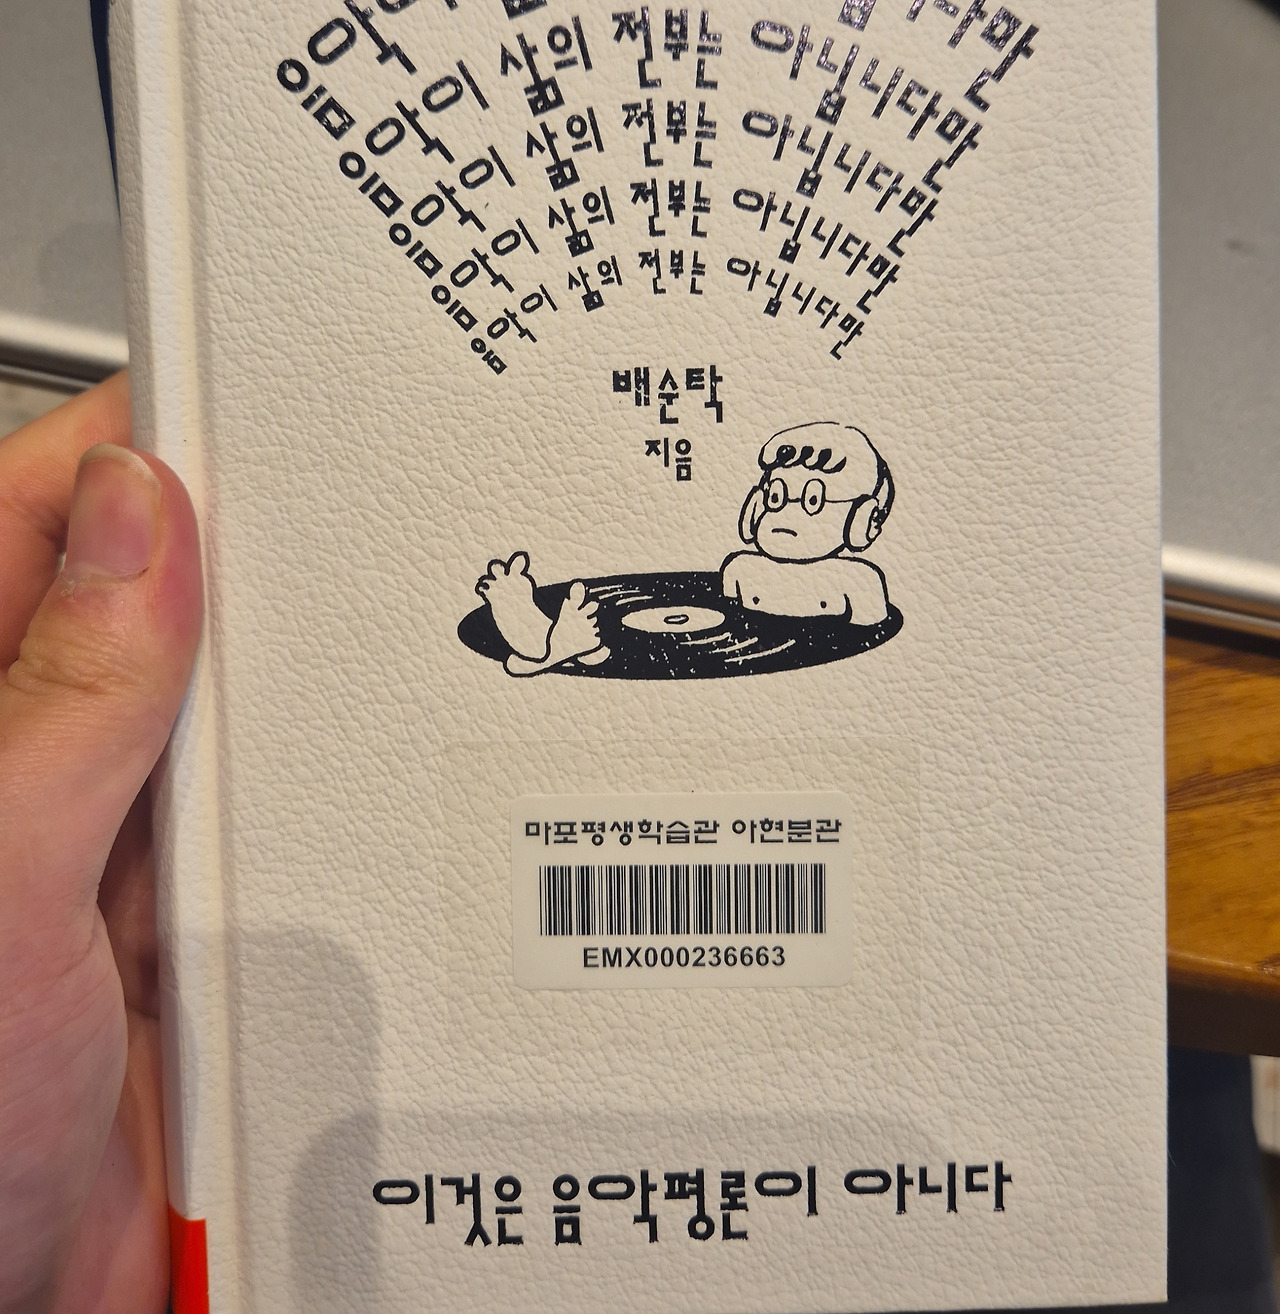 음악 다만
음악이 삶의 전부는 아닙니다만
음악이 삶의 전부는 아닙니다만
음악이 삶의 전부는 아닙니다만
음악이 삶의 전부는 아닙니다만
배순탁
지음
마포평생학습관 아현분관
EMX000236663
이것은 음악평론이 아니다